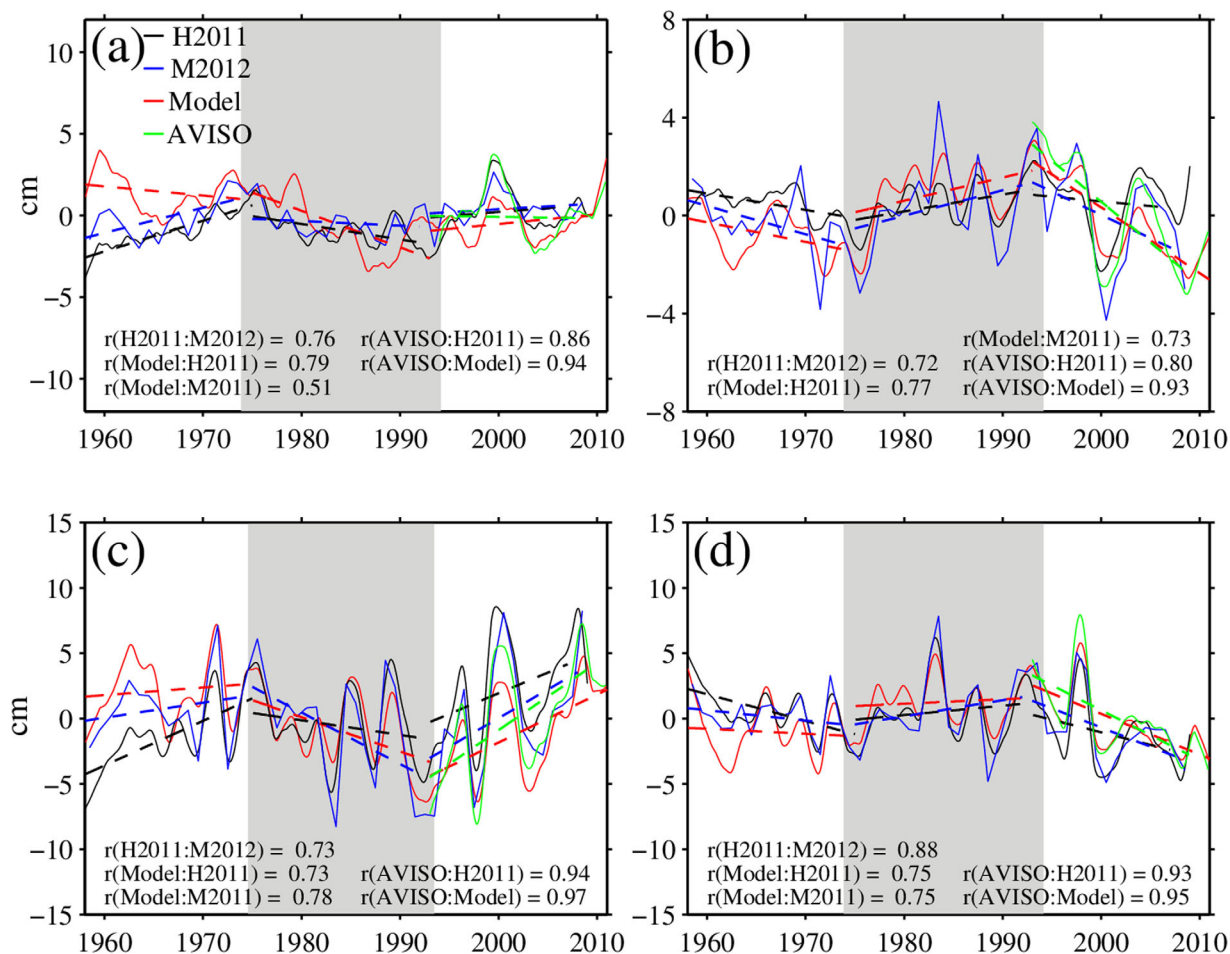 (a)
H2011
M2012
Model
AVISO
cm
10
5
0
−5
−10
r(H2011:M2012) = 0.76 r(AVISO:H2011) = 0.86
r(Model:H2011) = 0.79 r(AVISO:Model) = 0.94
r(Model:M2011) = 0.51
1960 1970 1980 1990 2000 2010
(b)
8
4
0
−4
−8
r(Model:M2011) = 0.73
r(H2011:M2012) = 0.72 r(AVISO:H2011) = 0.80
r(Model:H2011) = 0.77 r(AVISO:Model) = 0.93
1960 1970 1980 1990 2000 2010
(c)
cm
15
10
5
0
−5
−10
−15
r(H2011:M2012) = 0.73
r(Model:H2011) = 0.73 r(AVISO:H2011) = 0.94
r(Model:M2011) = 0.78 r(AVISO:Model) = 0.97
1960 1970 1980 1990 2000 2010
(d)
15
10
5
0
−5
−10
−15
r(H2011:M2012) = 0.88
r(Model:H2011) = 0.75 r(AVISO:H2011) = 0.93
r(Model:M2011) = 0.75 r(AVISO:Model) = 0.95
1960 1970 1980 1990 2000 2010